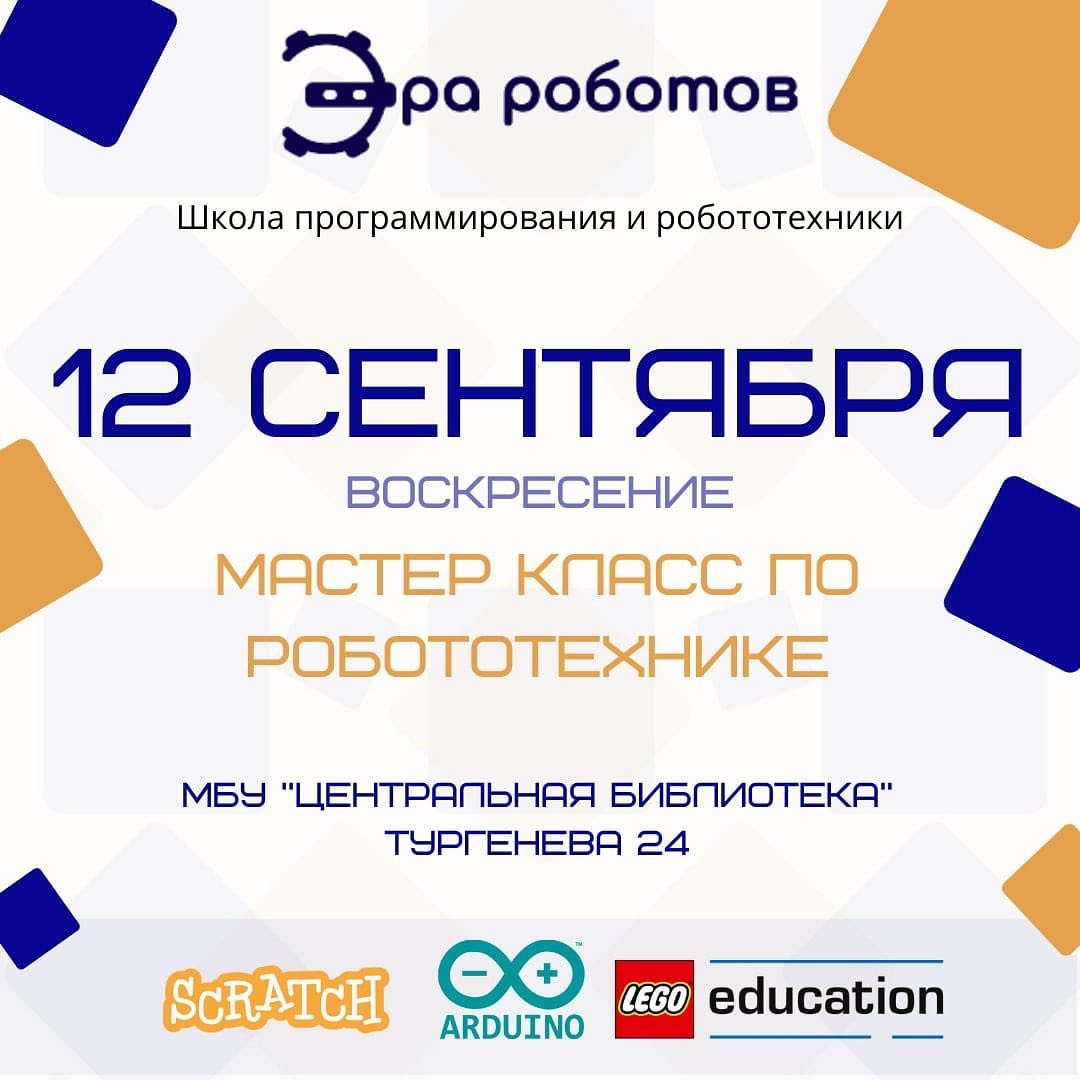 Эра роботов
Школа программирования и робототехники
12 СЕНТЯБРЯ
ВОСКРЕСЕНИЕ
МАСТЕР КЛАСС ПО
РОБОТОТЕХНИКЕ
МБУ "ЦЕНТРАЛЬНАЯ БИБЛИОТЕКА"
ТУРГЕНЕВА 24
SCRATCH
ARDUINO™
LEGO education